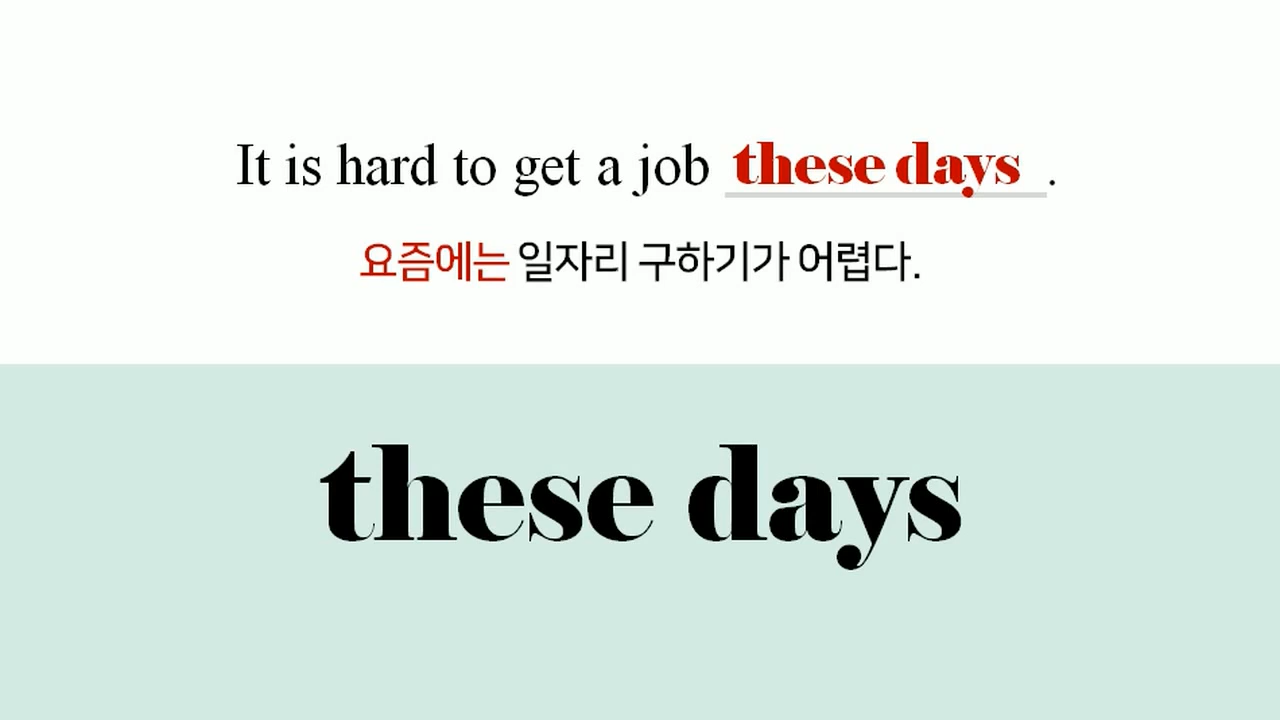 It is hard to get a job these days .
요즘에는 일자리 구하기가 어렵다.
these days